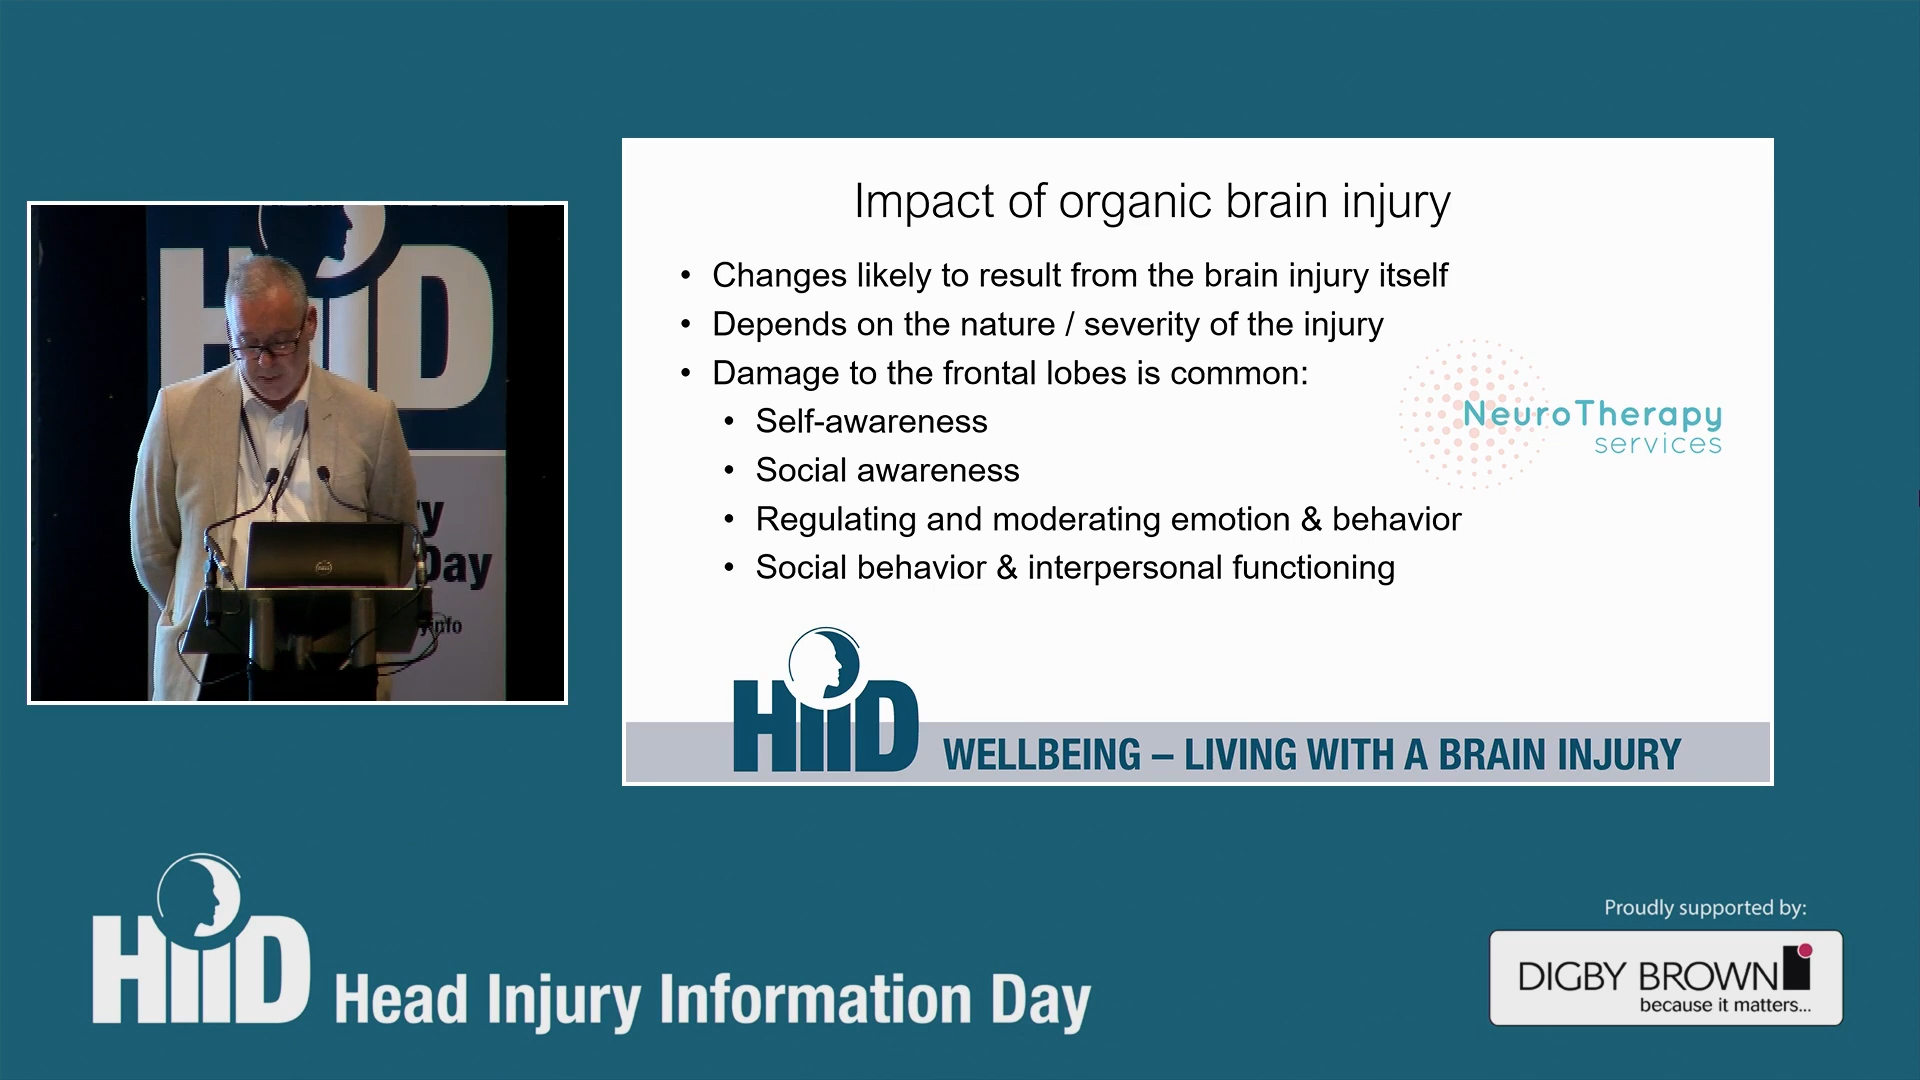 HiiD
y
Day
yinfo
Impact of organic brain injury
• Changes likely to result from the brain injury itself
• Depends on the nature / severity of the injury
• Damage to the frontal lobes is common:
• Self-awareness
• Social awareness
• Regulating and moderating emotion & behavior
• Social behavior & interpersonal functioning
NeuroTherapy
services
HiiD
WELLBEING – LIVING WITH A BRAIN INJURY
HiiD Head Injury Information Day
Proudly supported by:
DIGBY BROWN
because it matters...